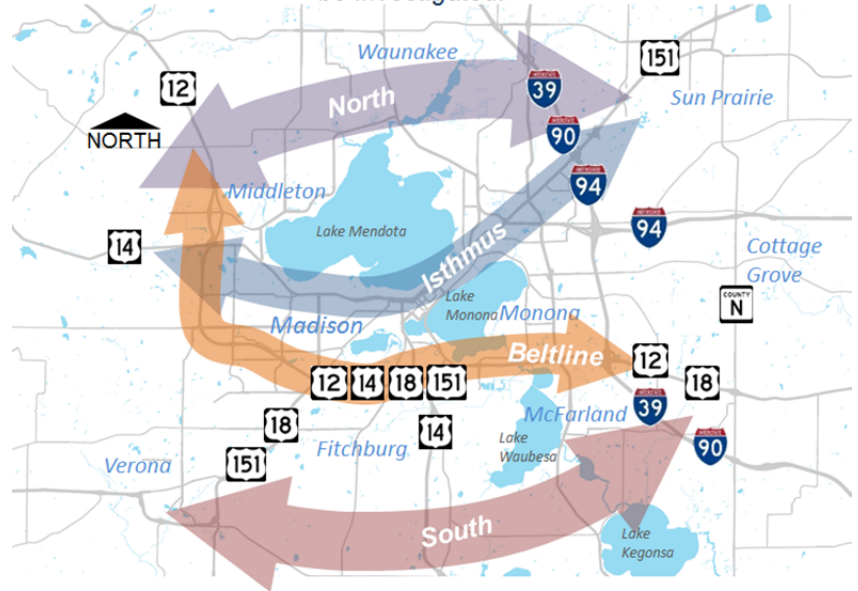 be investigated.
Waunakee
151
12
39
Sun Prairie
North
NORTH
90
94
Middleton
14
Lake Mendota
94
Cottage
Grove
Isthmus
Lake
Monona
COUNTY
N
Monona
Madison
Beltline
12
12
14
18
151
18
39
McFarland
18
14
Fitchburg
Lake
Waubesa
90
Verona
151
South
Lake
Kegonsa